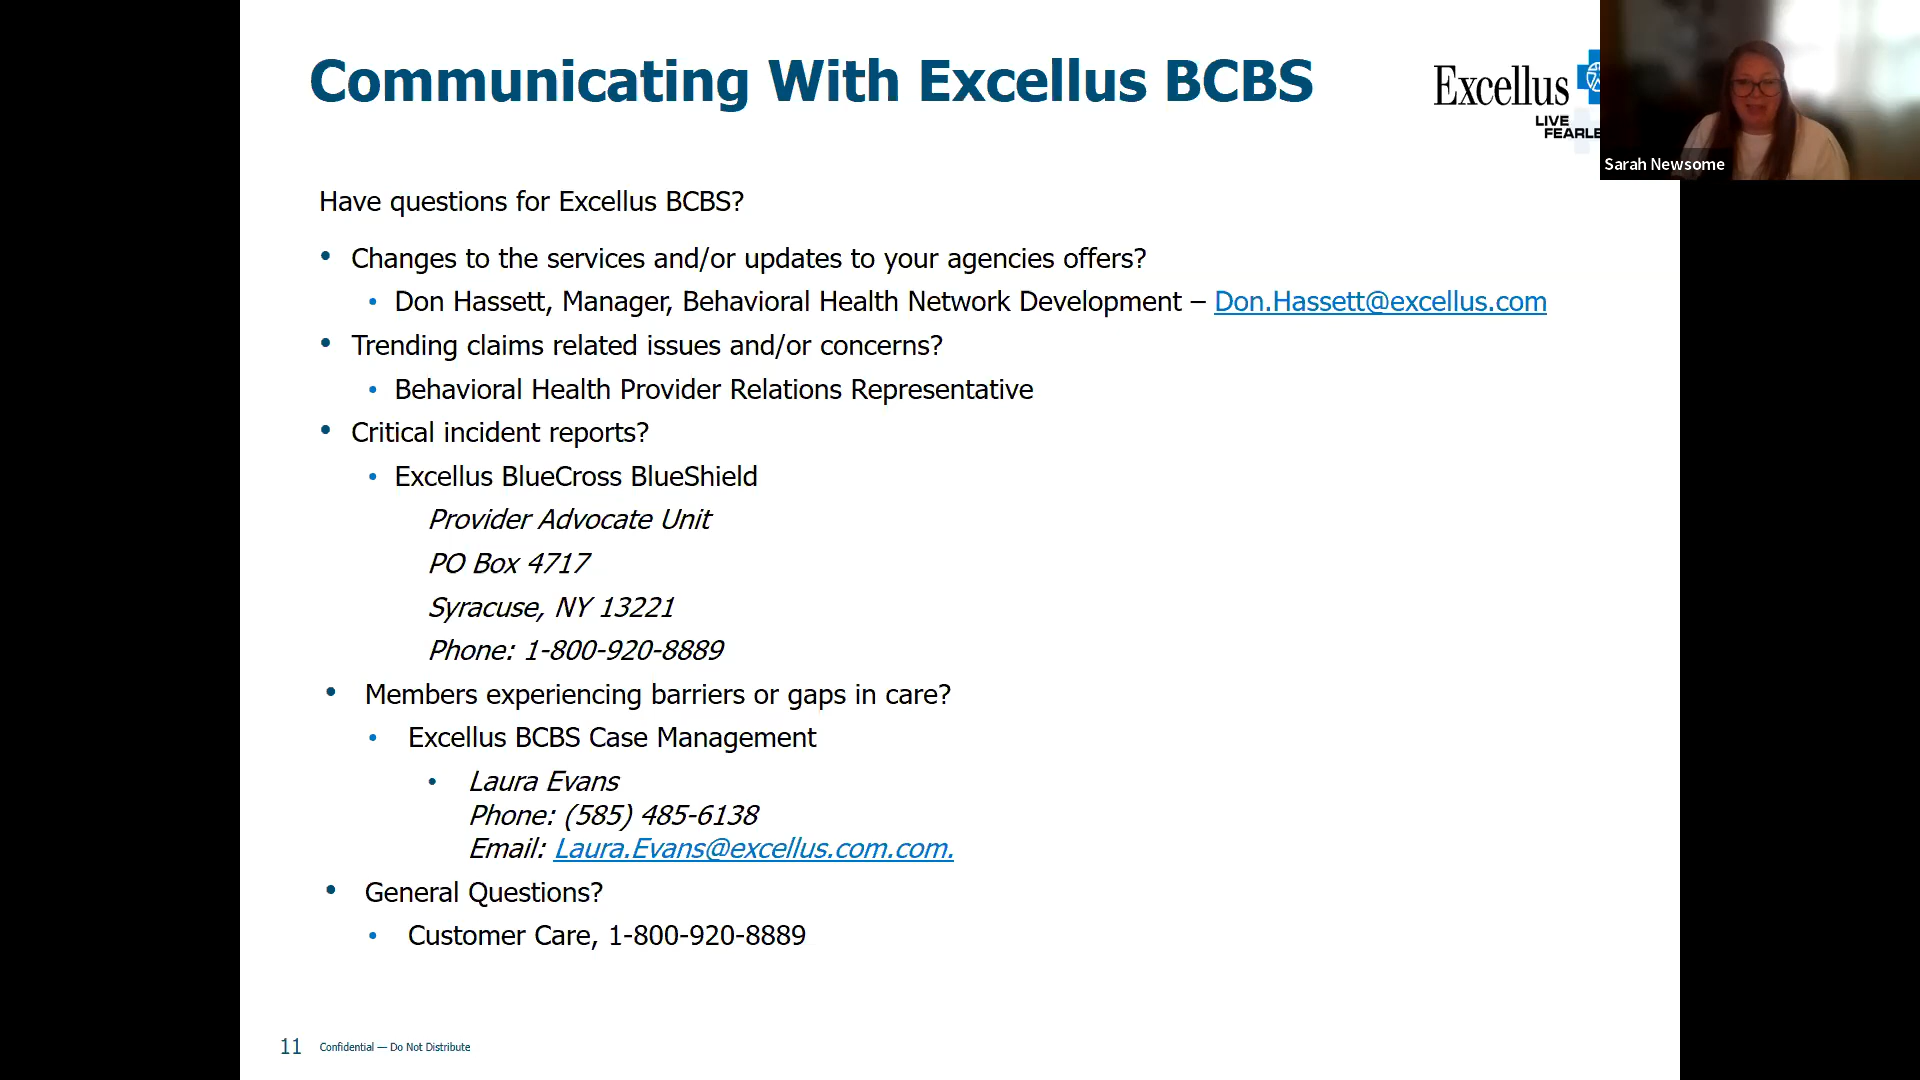 Communicating With Excellus BCBS
Excellus
LIVE
FEARLE
Sarah Newsome
Have questions for Excellus BCBS?
• Changes to the services and/or updates to your agencies offers?
• Don Hassett, Manager, Behavioral Health Network Development – Don.Hassett@excellus.com
• Trending claims related issues and/or concerns?
• Behavioral Health Provider Relations Representative
• Critical incident reports?
• Excellus BlueCross BlueShield
Provider Advocate Unit
PO Box 4717
Syracuse, NY 13221
Phone: 1-800-920-8889
• Members experiencing barriers or gaps in care?
• Excellus BCBS Case Management
• Laura Evans
Phone: (585) 485-6138
Email: Laura.Evans@excellus.com.com.
• General Questions?
• Customer Care, 1-800-920-8889
11 Confidential — Do Not Distribute